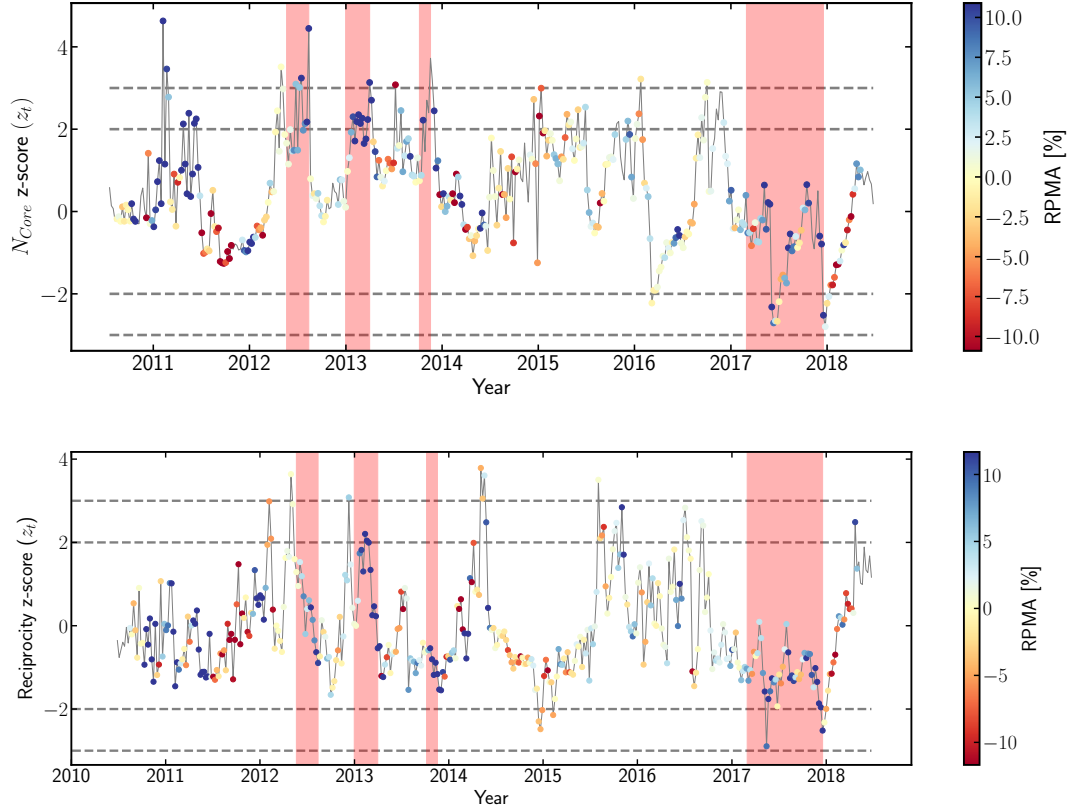 4
2
0
−2
N_Core z-score (z_t)
2011 2012 2013 2014 2015 2016 2017 2018
Year
10.0
7.5
5.0
2.5
0.0
−2.5
−5.0
−7.5
−10.0
RPMA [%]
4
2
0
−2
Reciprocity z-score (z_t)
2010 2011 2012 2013 2014 2015 2016 2017 2018
Year
10
5
0
−5
−10
RPMA [%]